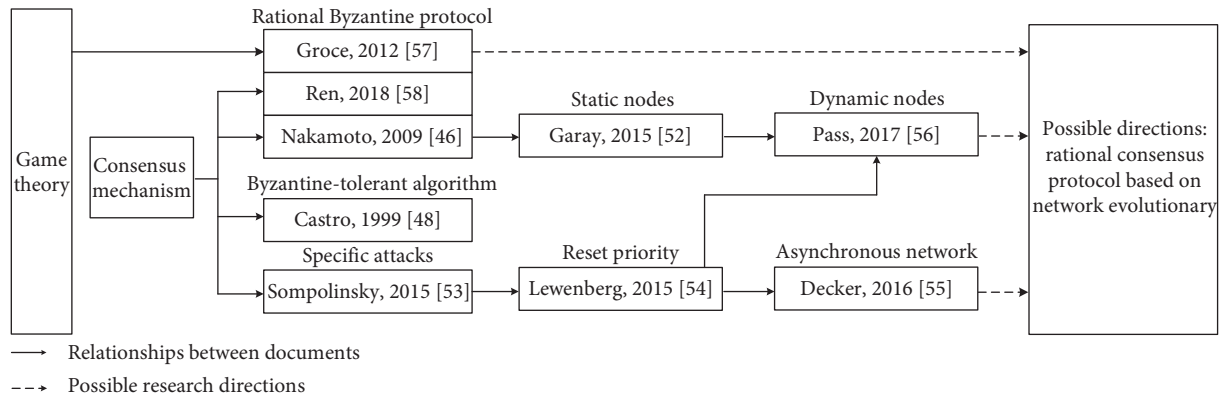 Game
theory
Consensus
mechanism
Rational Byzantine protocol
Groce, 2012 [57]
Ren, 2018 [58]
Nakamoto, 2009 [46]
Byzantine-tolerant algorithm
Castro, 1999 [48]
Specific attacks
Sompolinsky, 2015 [53]
Static nodes
Garay, 2015 [52]
Reset priority
Lewenberg, 2015 [54]
Dynamic nodes
Pass, 2017 [56]
Asynchronous network
Decker, 2016 [55]
Possible directions:
rational consensus
protocol based on
network evolutionary
Relationships between documents
Possible research directions